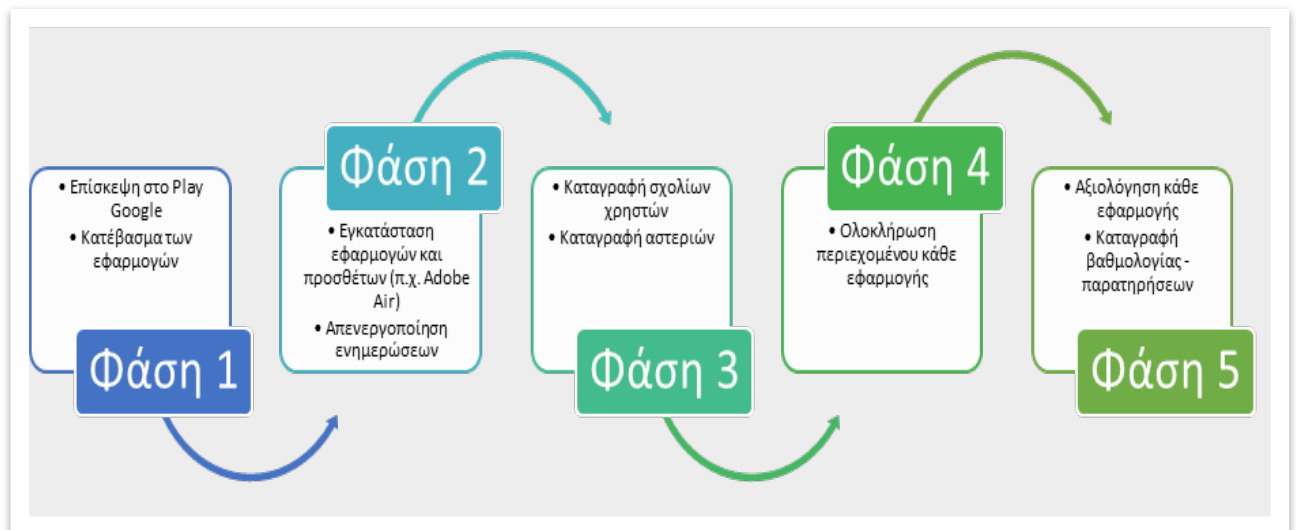 • Επίσκεψη στο Play
Google
• Κατέβασμα των
εφαρμογών
Φάση 1
Φάση 2
• Εγκατάσταση
εφαρμογών και
προσθέτων (π.χ. Adobe
Air)
• Απενεργοποίηση
ενημερώσεων
• Καταγραφή σχολίων
χρηστών
• Καταγραφή αστεριών
Φάση 3
Φάση 4
• Ολοκλήρωση
περιεχομένου κάθε
εφαρμογής
• Αξιολόγηση κάθε
εφαρμογής
• Καταγραφή
βαθμολογίας -
παρατηρήσεων
Φάση 5